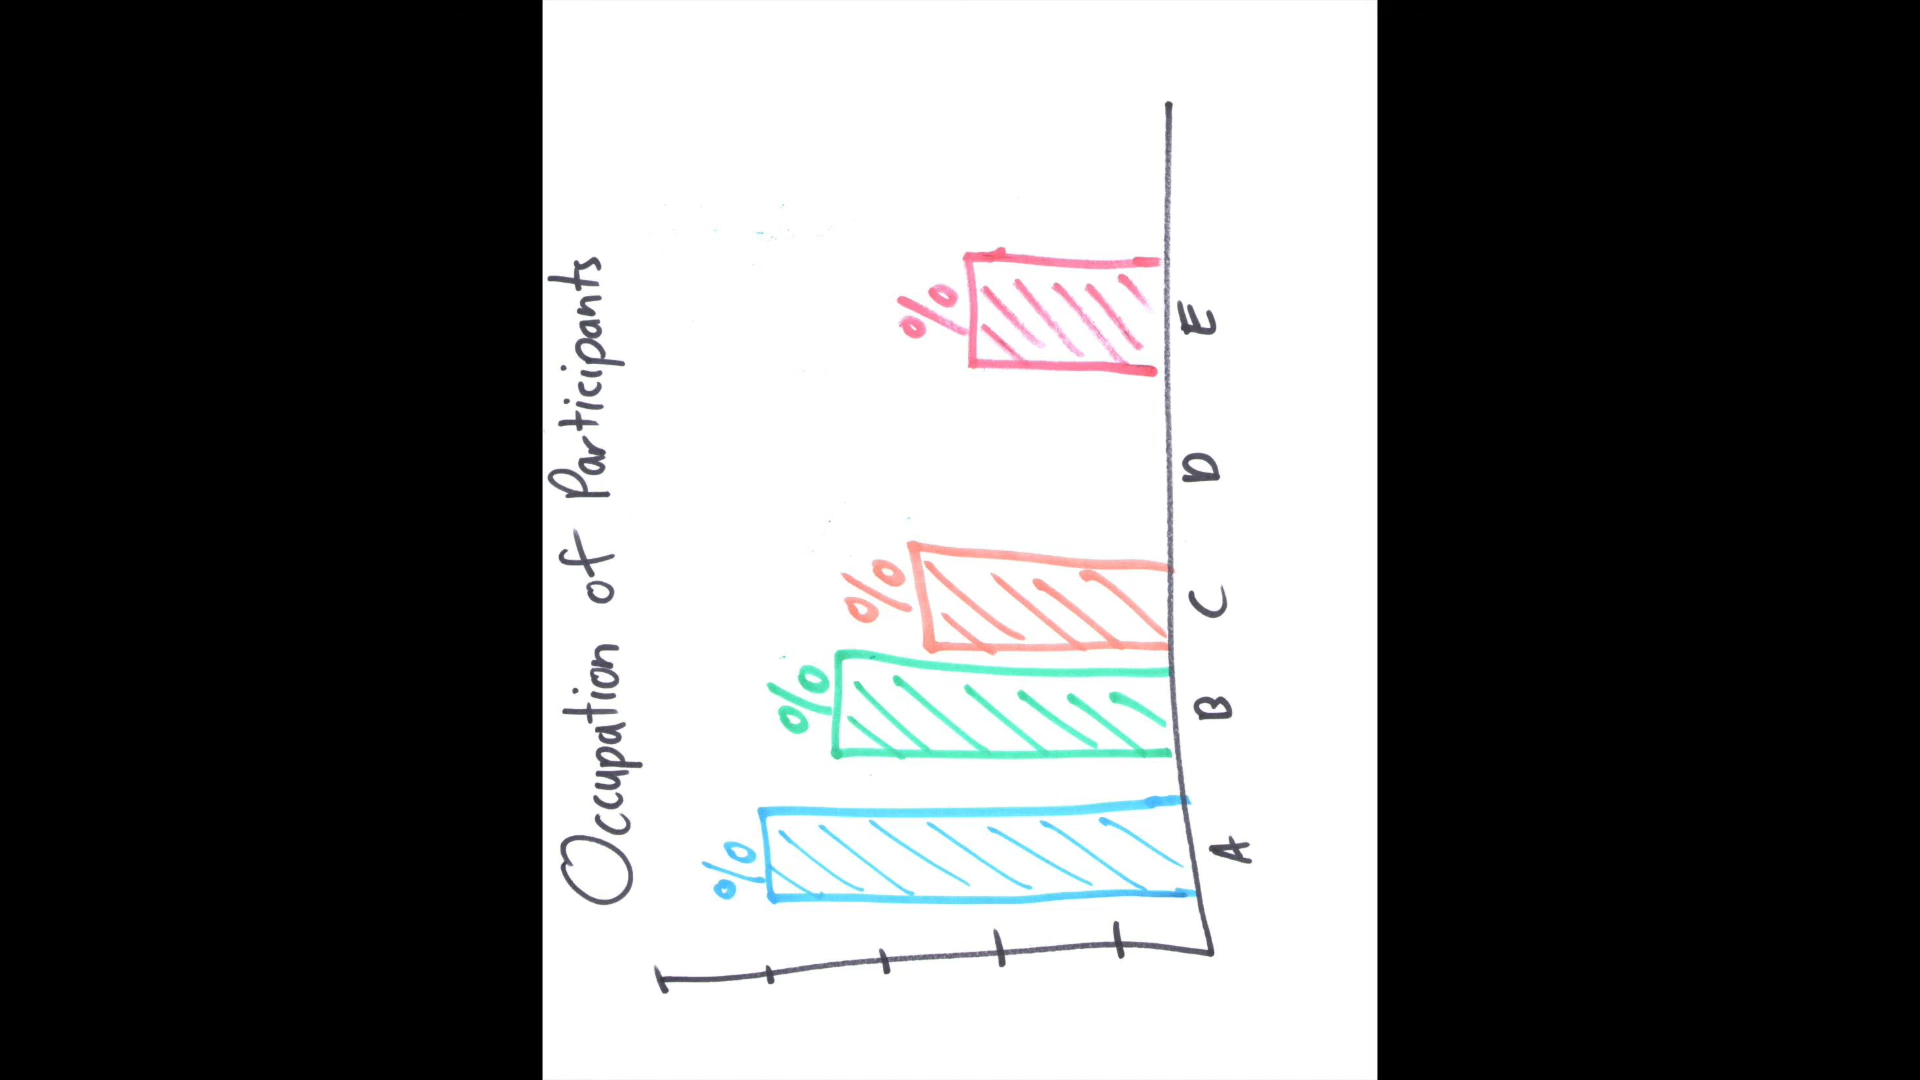 Occupation of Participants
% % % %
A B C D E